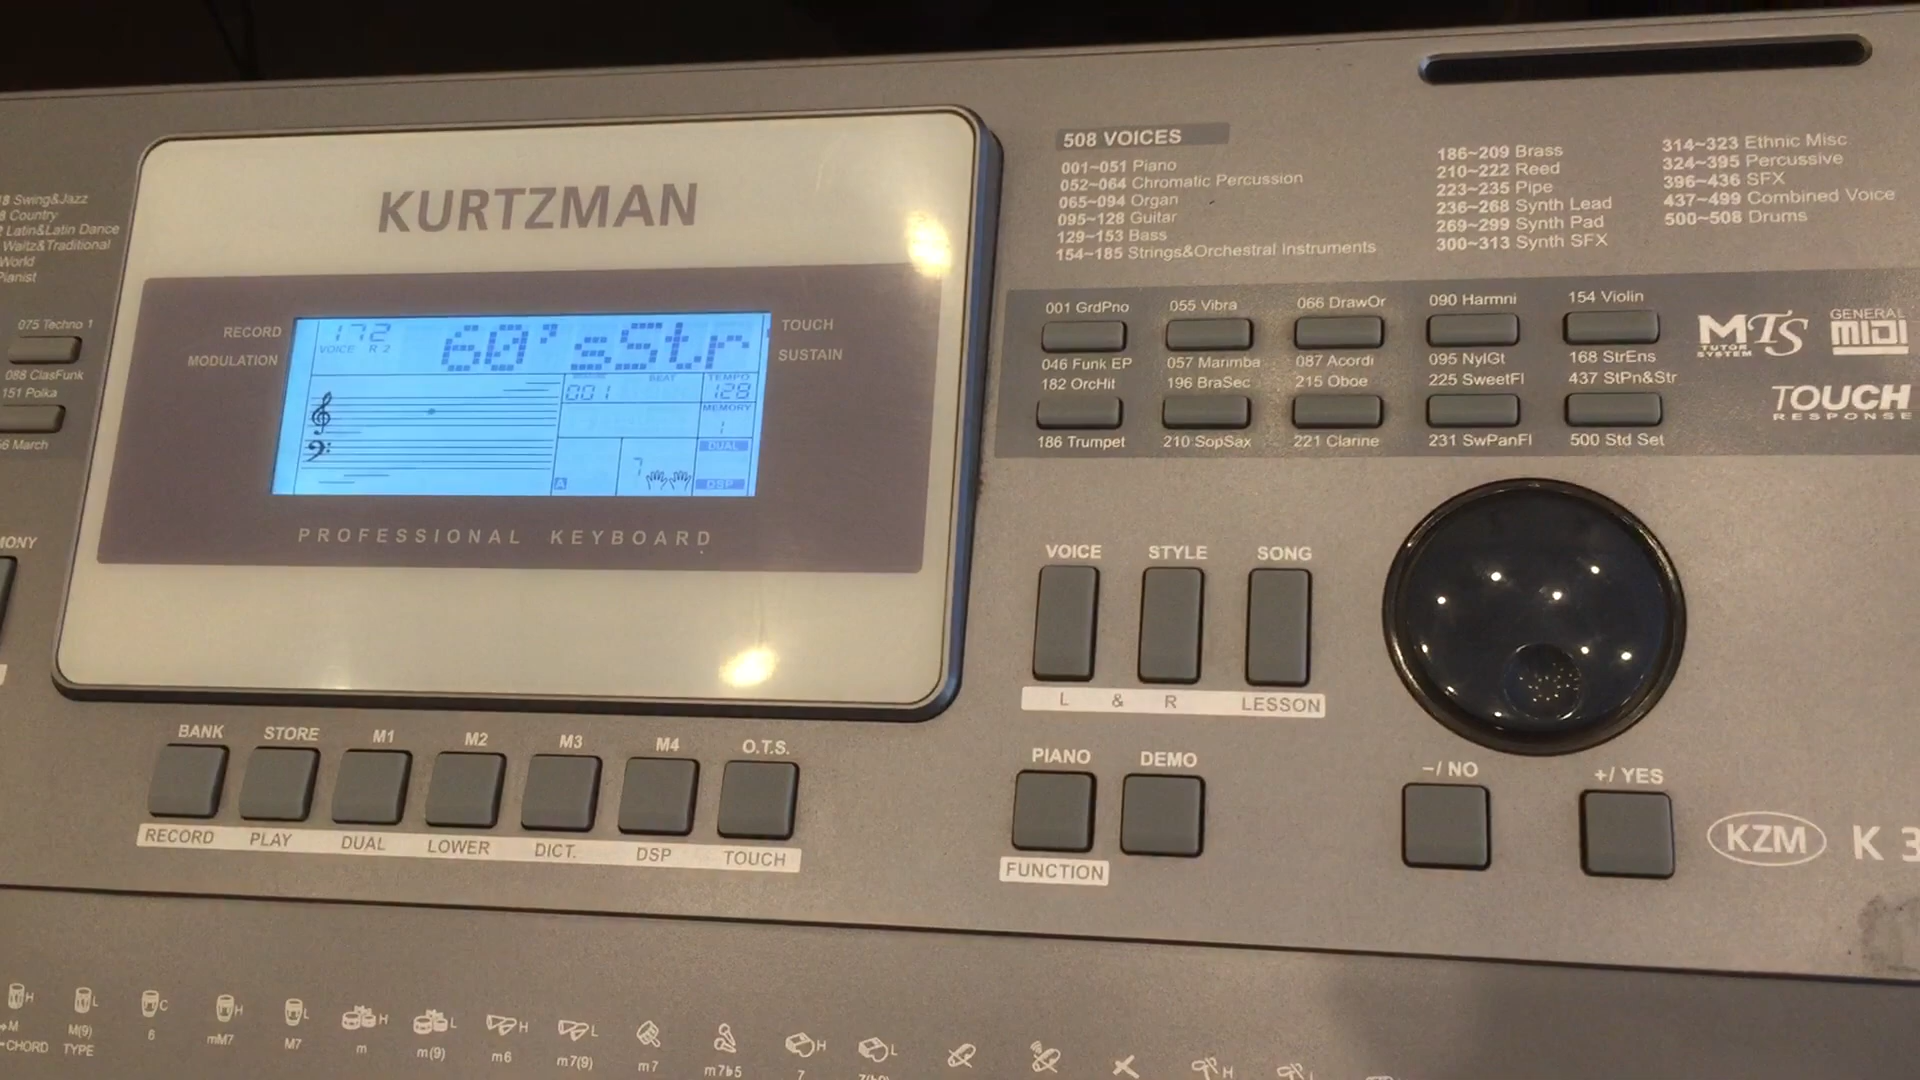 8 Swing&Jazz
8 Country
Latin&Latin Dance
Waltz&Traditional
World
Pianist
075 Techno 1
088 ClasFunk
151 Polka
6 March
MONY
KURTZMAN
RECORD
MODULATION
TOUCH
SUSTAIN
172
VOICE R 2
60'sStr
001
BEAT
TEMPO
128
MEMORY
1
DUAL
A
7
DSP
PROFESSIONAL KEYBOARD
508 VOICES
001~051 Piano
052~064 Chromatic Percussion
065~094 Organ
095~128 Guitar
129~153 Bass
154~185 Strings&Orchestral Instruments
186~209 Brass
210~222 Reed
223~235 Pipe
236~268 Synth Lead
269~299 Synth Pad
300~313 Synth SFX
314~323 Ethnic Misc
324~395 Percussive
396~436 SFX
437~499 Combined Voice
500~508 Drums
001 GrdPno 055 Vibra 066 DrawOr 090 Harmni 154 Violin
046 Funk EP 057 Marimba 087 Acordi 095 NylGt 168 StrEns
182 OrcHit 196 BraSec 215 Oboe 225 SweetFl 437 StPn&Str
186 Trumpet 210 SopSax 221 Clarine 231 SwPanFl 500 Std Set
MTS
TUTOR
SYSTEM
GENERAL
MIDI
TOUCH
RESPONSE
VOICE STYLE SONG
L & R LESSON
PIANO DEMO
FUNCTION
–/ NO +/ YES
KZM K 3
BANK STORE M1 M2 M3 M4 O.T.S.
RECORD PLAY DUAL LOWER DICT. DSP TOUCH
H L C H L H L H L H L H L
M M(9) 6 mM7 M7 m m(9) m6 m7(9) m7 m7b5 7
CHORD TYPE